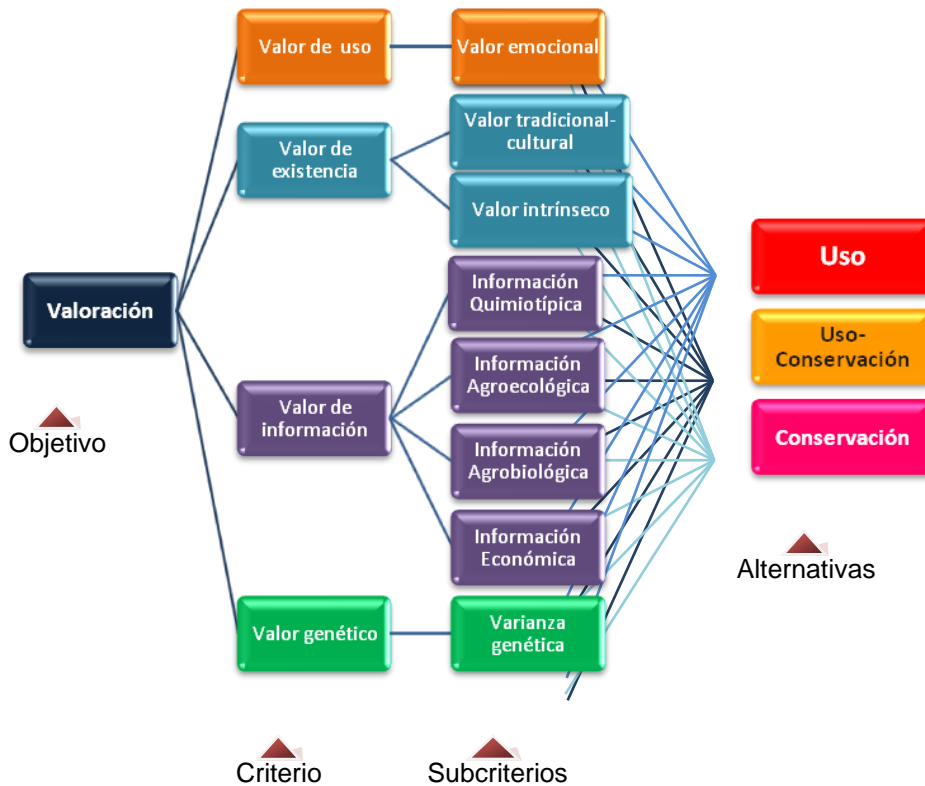 Valor de uso
Valor emocional
Valor de
existencia
Valor tradicional-
cultural
Valor intrínseco
Valoración
Objetivo
Valor de
información
Información
Quimiotípica
Información
Agroecológica
Información
Agrobiológica
Información
Económica
Valor genético
Varianza
genética
Uso
Uso-
Conservación
Conservación
Alternativas
Criterio
Subcriterios